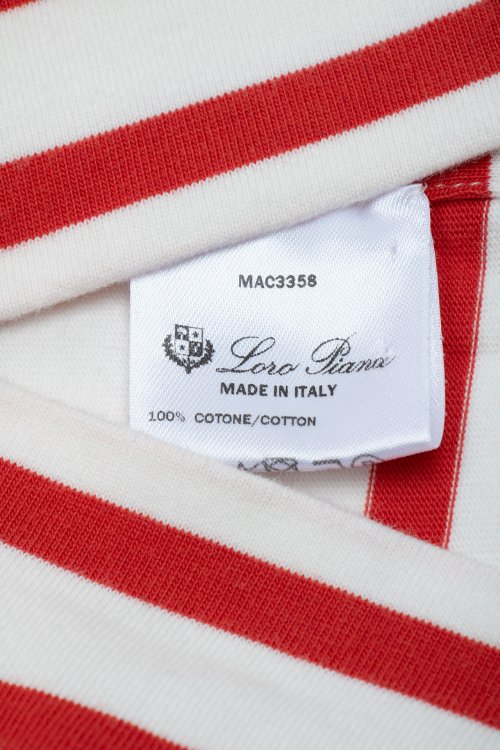 MAC3358
Loro Piana
MADE IN ITALY
100% COTONE/COTTON